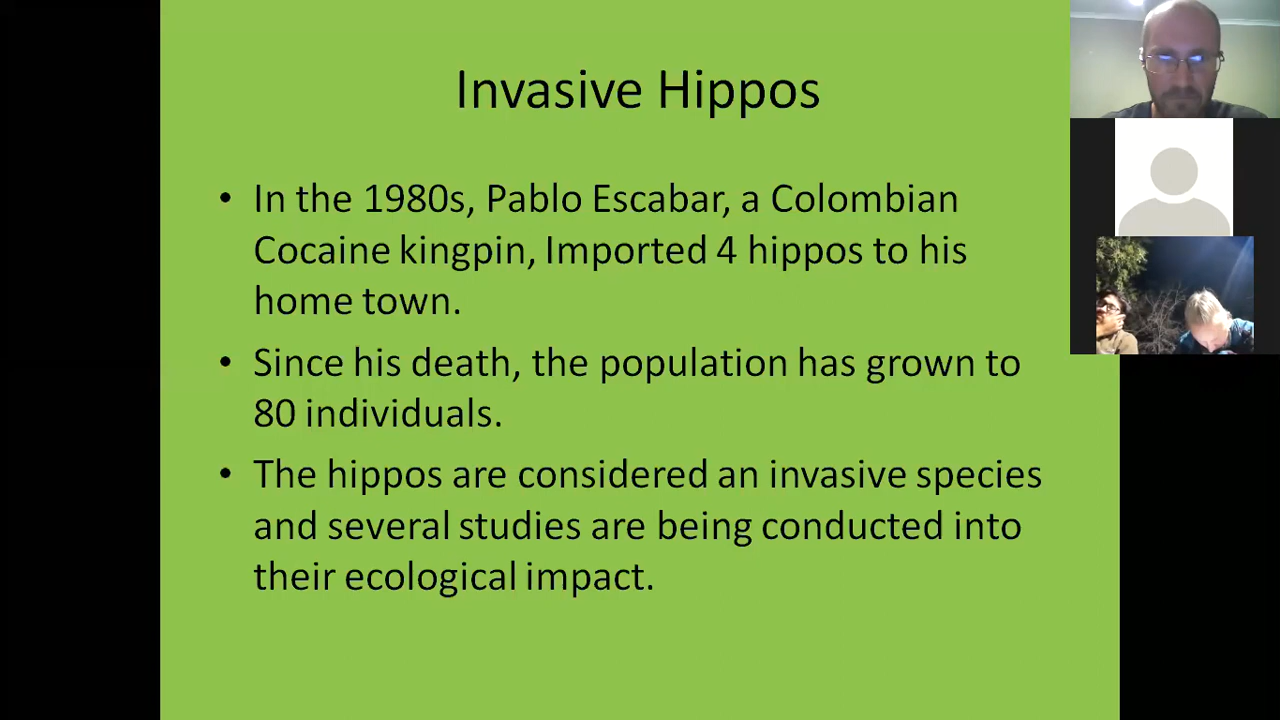 Invasive Hippos
• In the 1980s, Pablo Escabar, a Colombian
Cocaine kingpin, Imported 4 hippos to his
home town.
• Since his death, the population has grown to
80 individuals.
• The hippos are considered an invasive species
and several studies are being conducted into
their ecological impact.